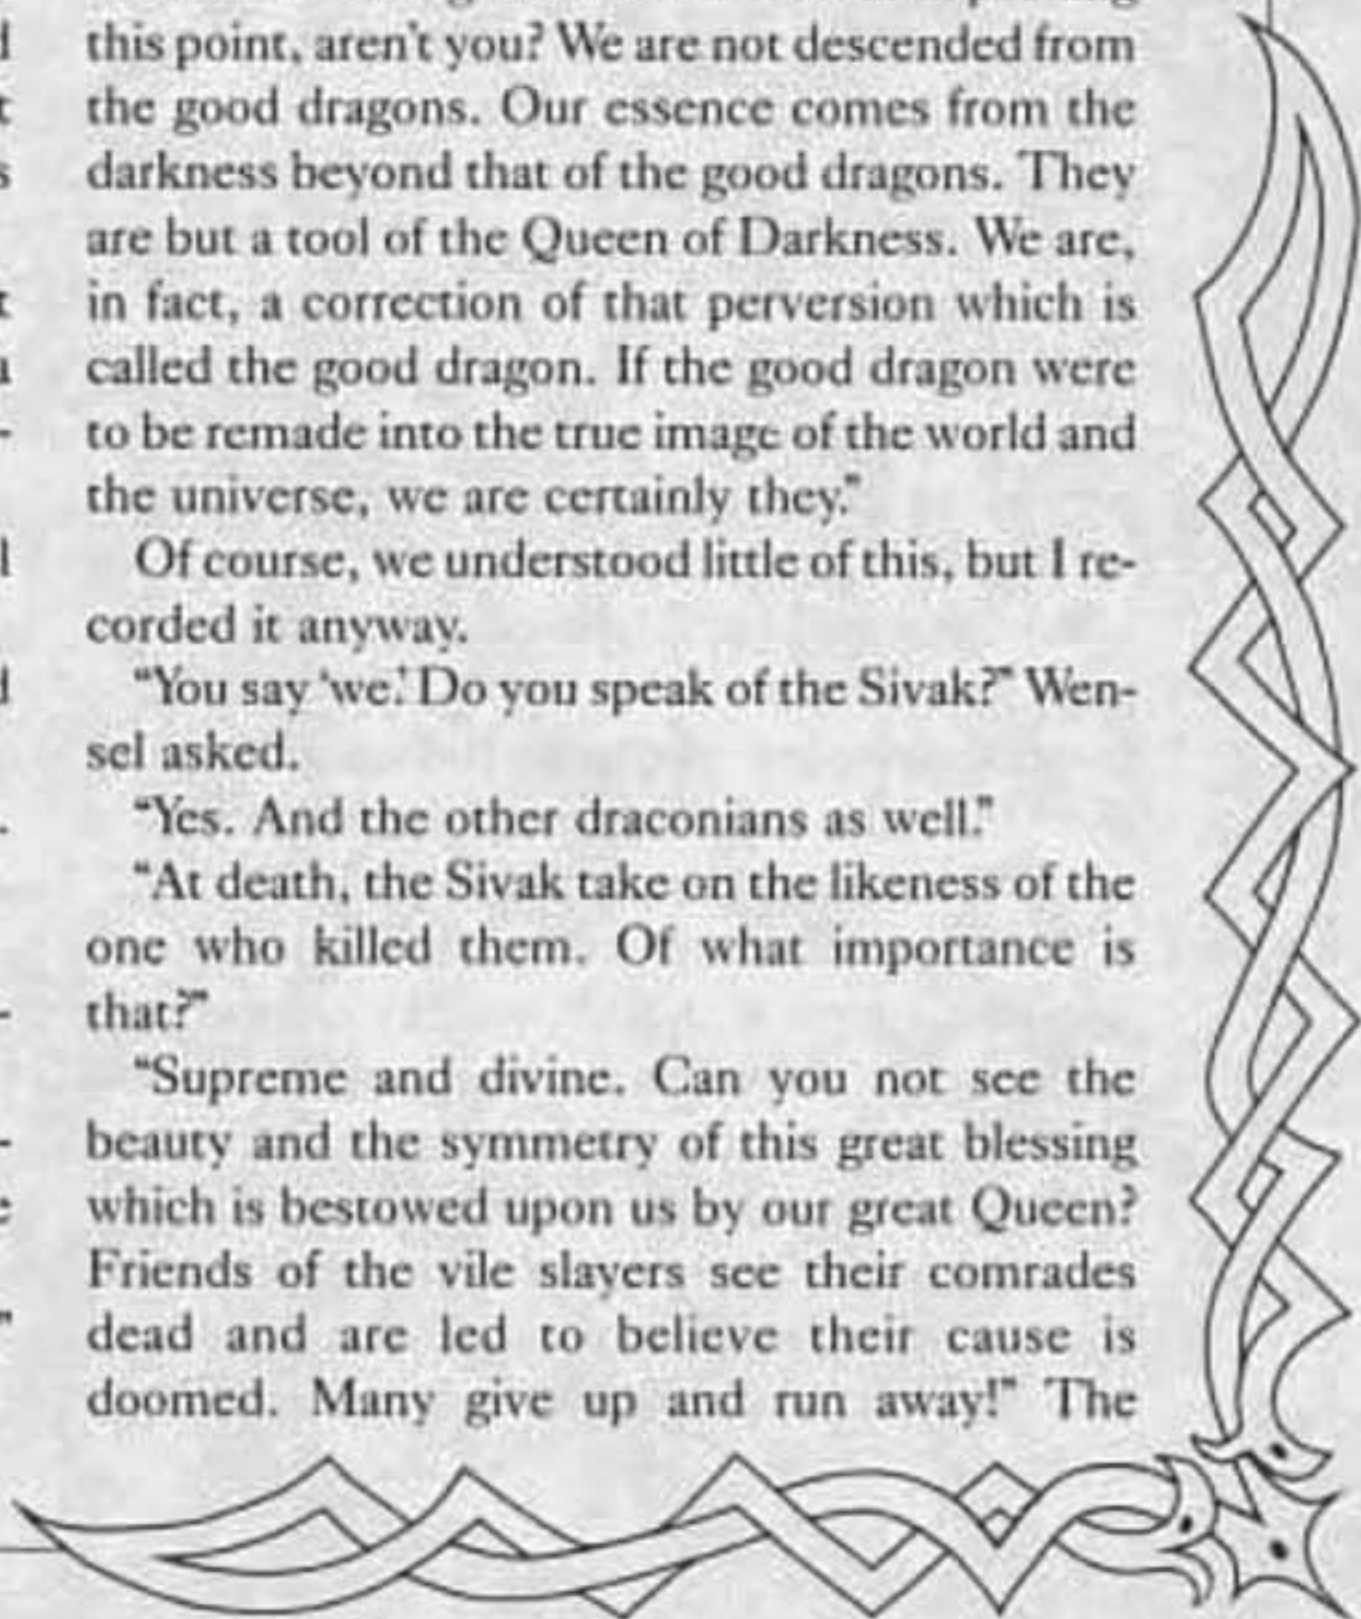 this point, aren't you? We are not descended from
the good dragons. Our essence comes from the
darkness beyond that of the good dragons. They
are but a tool of the Queen of Darkness. We are,
in fact, a correction of that perversion which is
called the good dragon. If the good dragon were
to be remade into the true image of the world and
the universe, we are certainly they."
Of course, we understood little of this, but I re-
corded it anyway.
"You say 'we.' Do you speak of the Sivak?" Wen-
sel asked.
"Yes. And the other draconians as well."
"At death, the Sivak take on the likeness of the
one who killed them. Of what importance is
that?"
"Supreme and divine. Can you not see the
beauty and the symmetry of this great blessing
which is bestowed upon us by our great Queen?
Friends of the vile slayers see their comrades
dead and are led to believe their cause is
doomed. Many give up and run away!" The